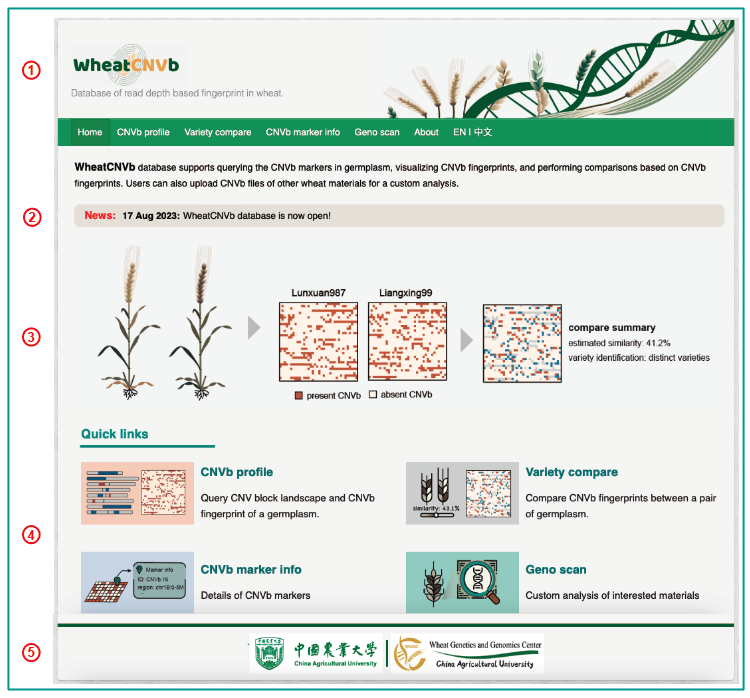 ①
WheatCNVb
Database of read depth based fingerprint in wheat.
Home CNVb profile Variety compare CNVb marker info Geno scan About EN | 中文
WheatCNVb database supports querying the CNVb markers in germplasm, visualizing CNVb fingerprints, and performing comparisons based on CNVb
fingerprints. Users can also upload CNVb files of other wheat materials for a custom analysis.
②
News: 17 Aug 2023: WheatCNVb database is now open!
③
Lunxuan987 Liangxing99
present CNVb absent CNVb
compare summary
estimated similarity: 41.2%
variety identification: distinct varieties
Quick links
④
CNVb profile
Query CNV block landscape and CNVb
fingerprint of a germplasm.
similarity: 43.1%
Variety compare
Compare CNVb fingerprints between a pair
of germplasm.
Marker info
ID: CNVb.16
region: chr1B:0-8M
CNVb marker info
Details of CNVb markers
Geno scan
Custom analysis of interested materials
⑤
中国农业大学
China Agricultural University
Wheat Genetics and Genomics Center
China Agricultural University